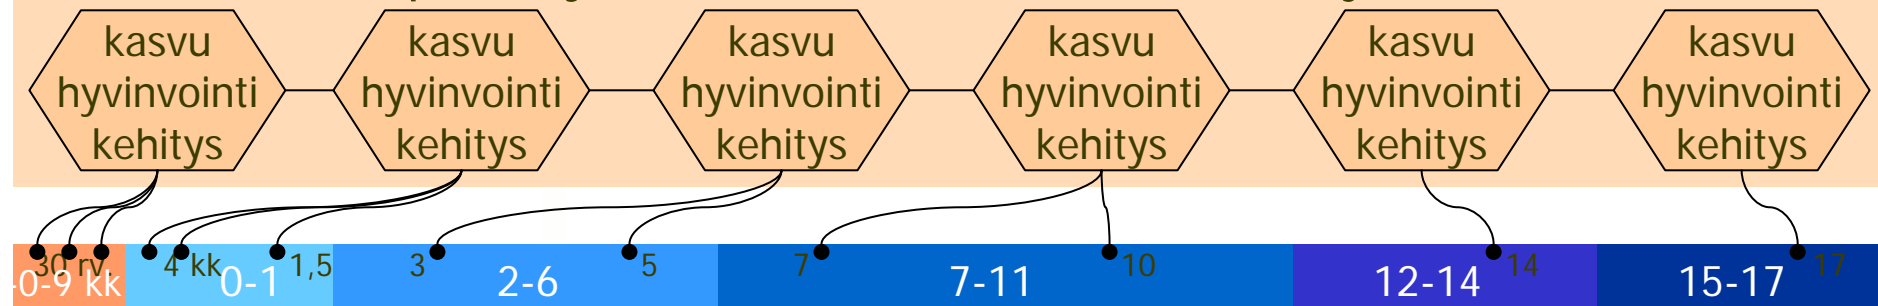 kasvu
hyvinvointi
kehitys
kasvu
hyvinvointi
kehitys
kasvu
hyvinvointi
kehitys
kasvu
hyvinvointi
kehitys
kasvu
hyvinvointi
kehitys
kasvu
hyvinvointi
kehitys
30 rv
4 kk
1,5
3
5
7
10
14
17
-0-9 kk
0-1
2-6
7-11
12-14
15-17